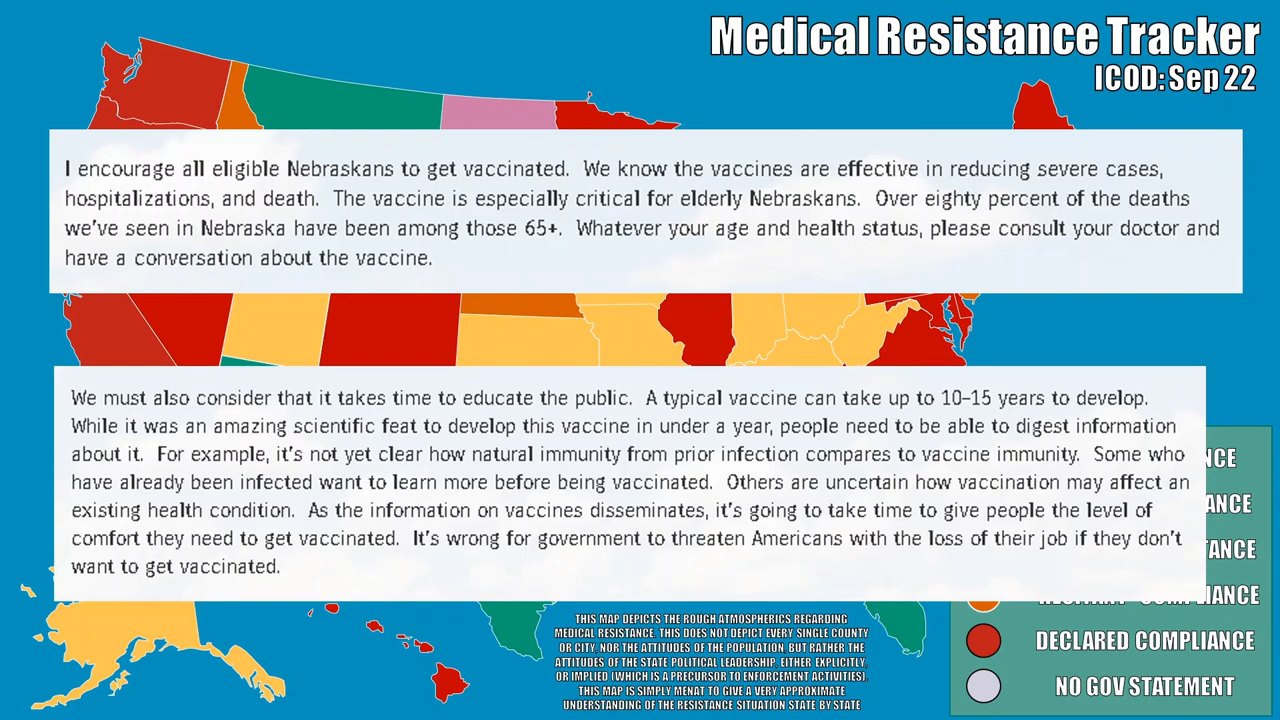 Medical Resistance Tracker
ICOD: Sep 22
I encourage all eligible Nebraskans to get vaccinated. We know the vaccines are effective in reducing severe cases,
hospitalizations, and death. The vaccine is especially critical for elderly Nebraskans. Over eighty percent of the deaths
we've seen in Nebraska have been among those 65+. Whatever your age and health status, please consult your doctor and
have a conversation about the vaccine.
We must also consider that it takes time to educate the public. A typical vaccine can take up to 10–15 years to develop.
While it was an amazing scientific feat to develop this vaccine in under a year, people need to be able to digest information
about it. For example, it's not yet clear how natural immunity from prior infection compares to vaccine immunity. Some who
have already been infected want to learn more before being vaccinated. Others are uncertain how vaccination may affect an
existing health condition. As the information on vaccines disseminates, it's going to take time to give people the level of
comfort they need to get vaccinated. It's wrong for government to threaten Americans with the loss of their job if they don't
want to get vaccinated.
DECLARED COMPLIANCE
NO GOV STATEMENT
THIS MAP DEPICTS THE ROUGH ATMOSPHERICS REGARDING
MEDICAL RESISTANCE. THIS DOES NOT DEPICT EVERY SINGLE COUNTY
OR CITY, NOR THE ATTITUDES OF THE POPULATION, BUT RATHER THE
ATTITUDES OF THE STATE POLITICAL LEADERSHIP, EITHER EXPLICITLY,
OR IMPLIED (WHICH IS A PRECURSOR TO ENFORCEMENT ACTIVITIES).
THIS MAP IS SIMPLY MENAT TO GIVE A VERY APPROXIMATE
UNDERSTANDING OF THE RESISTANCE SITUATION STATE BY STATE